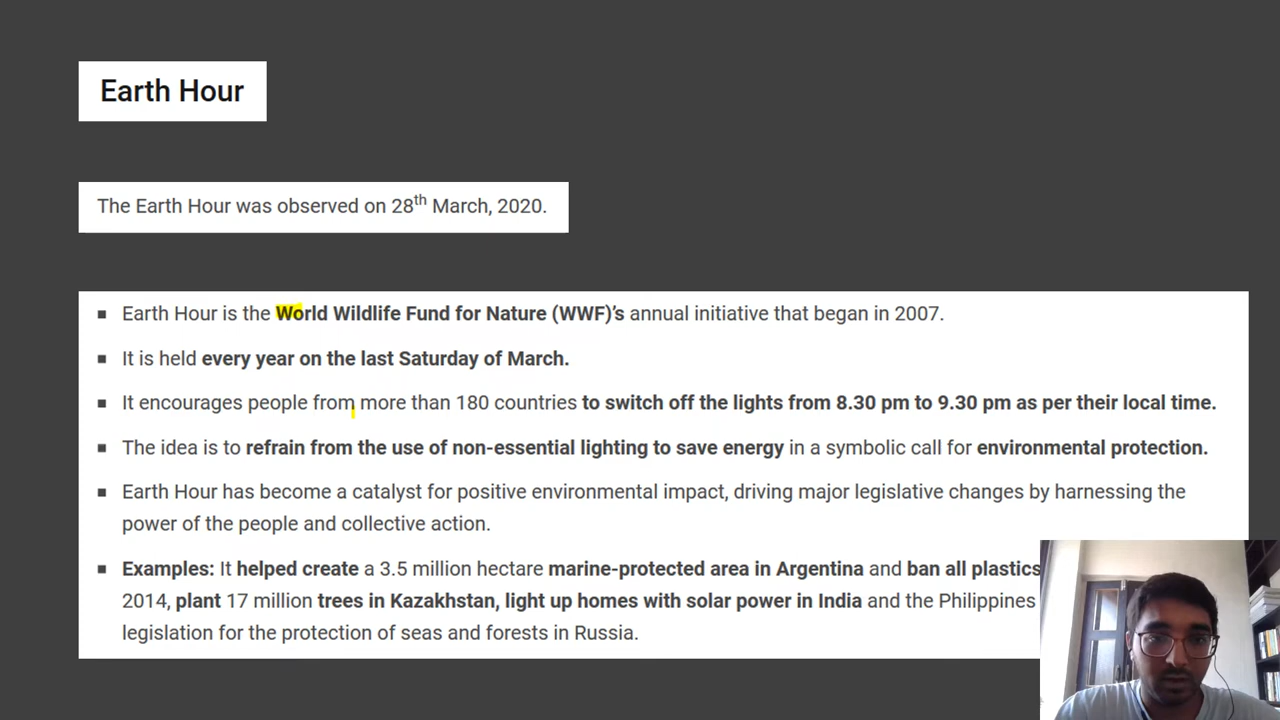 Earth Hour
The Earth Hour was observed on 28th March, 2020.
▪ Earth Hour is the World Wildlife Fund for Nature (WWF)’s annual initiative that began in 2007.
▪ It is held every year on the last Saturday of March.
▪ It encourages people from more than 180 countries to switch off the lights from 8.30 pm to 9.30 pm as per their local time.
▪ The idea is to refrain from the use of non-essential lighting to save energy in a symbolic call for environmental protection.
▪ Earth Hour has become a catalyst for positive environmental impact, driving major legislative changes by harnessing the
power of the people and collective action.
▪ Examples: It helped create a 3.5 million hectare marine-protected area in Argentina and ban all plastics
2014, plant 17 million trees in Kazakhstan, light up homes with solar power in India and the Philippines
legislation for the protection of seas and forests in Russia.